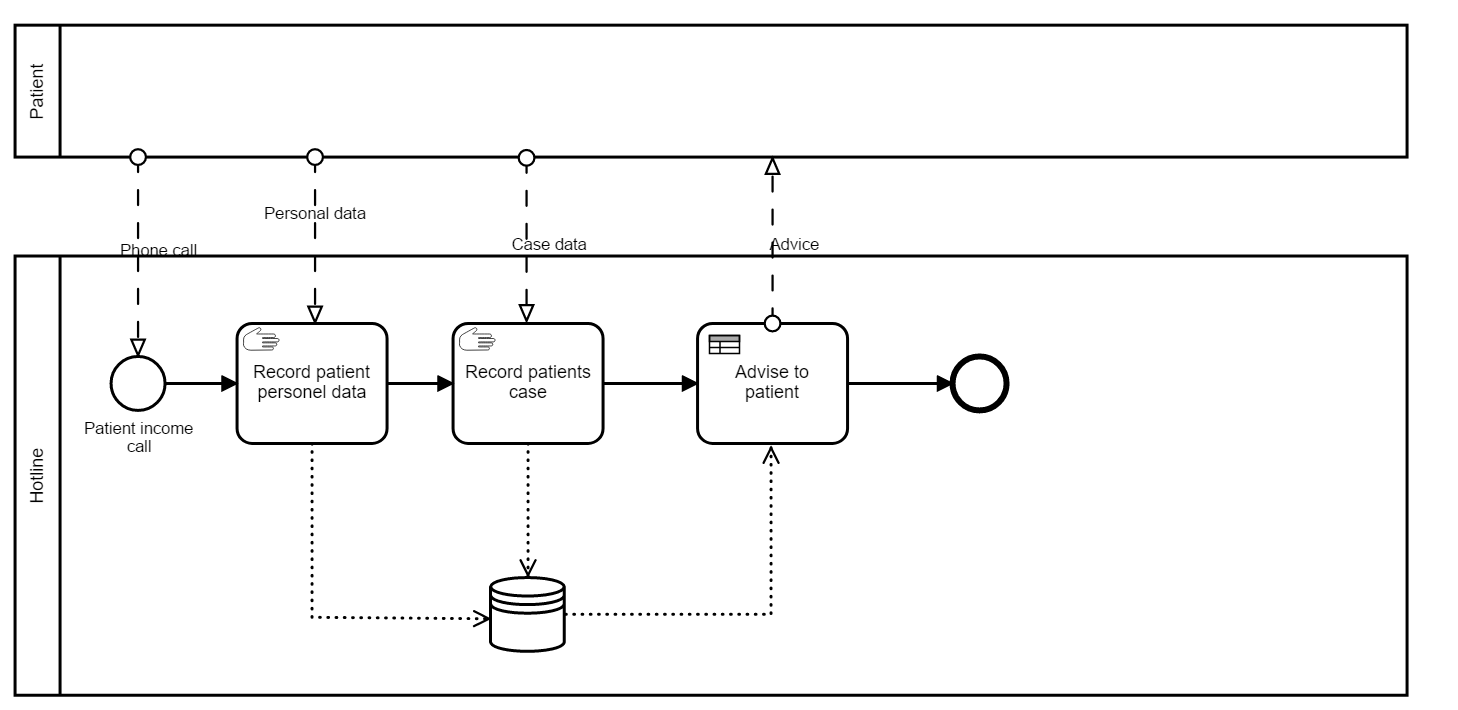 Patient
Personal data
Phone call
Case data
Advice
Record patient
personel data
Record patients
case
Advise to
patient
Patient income
call
Hotline